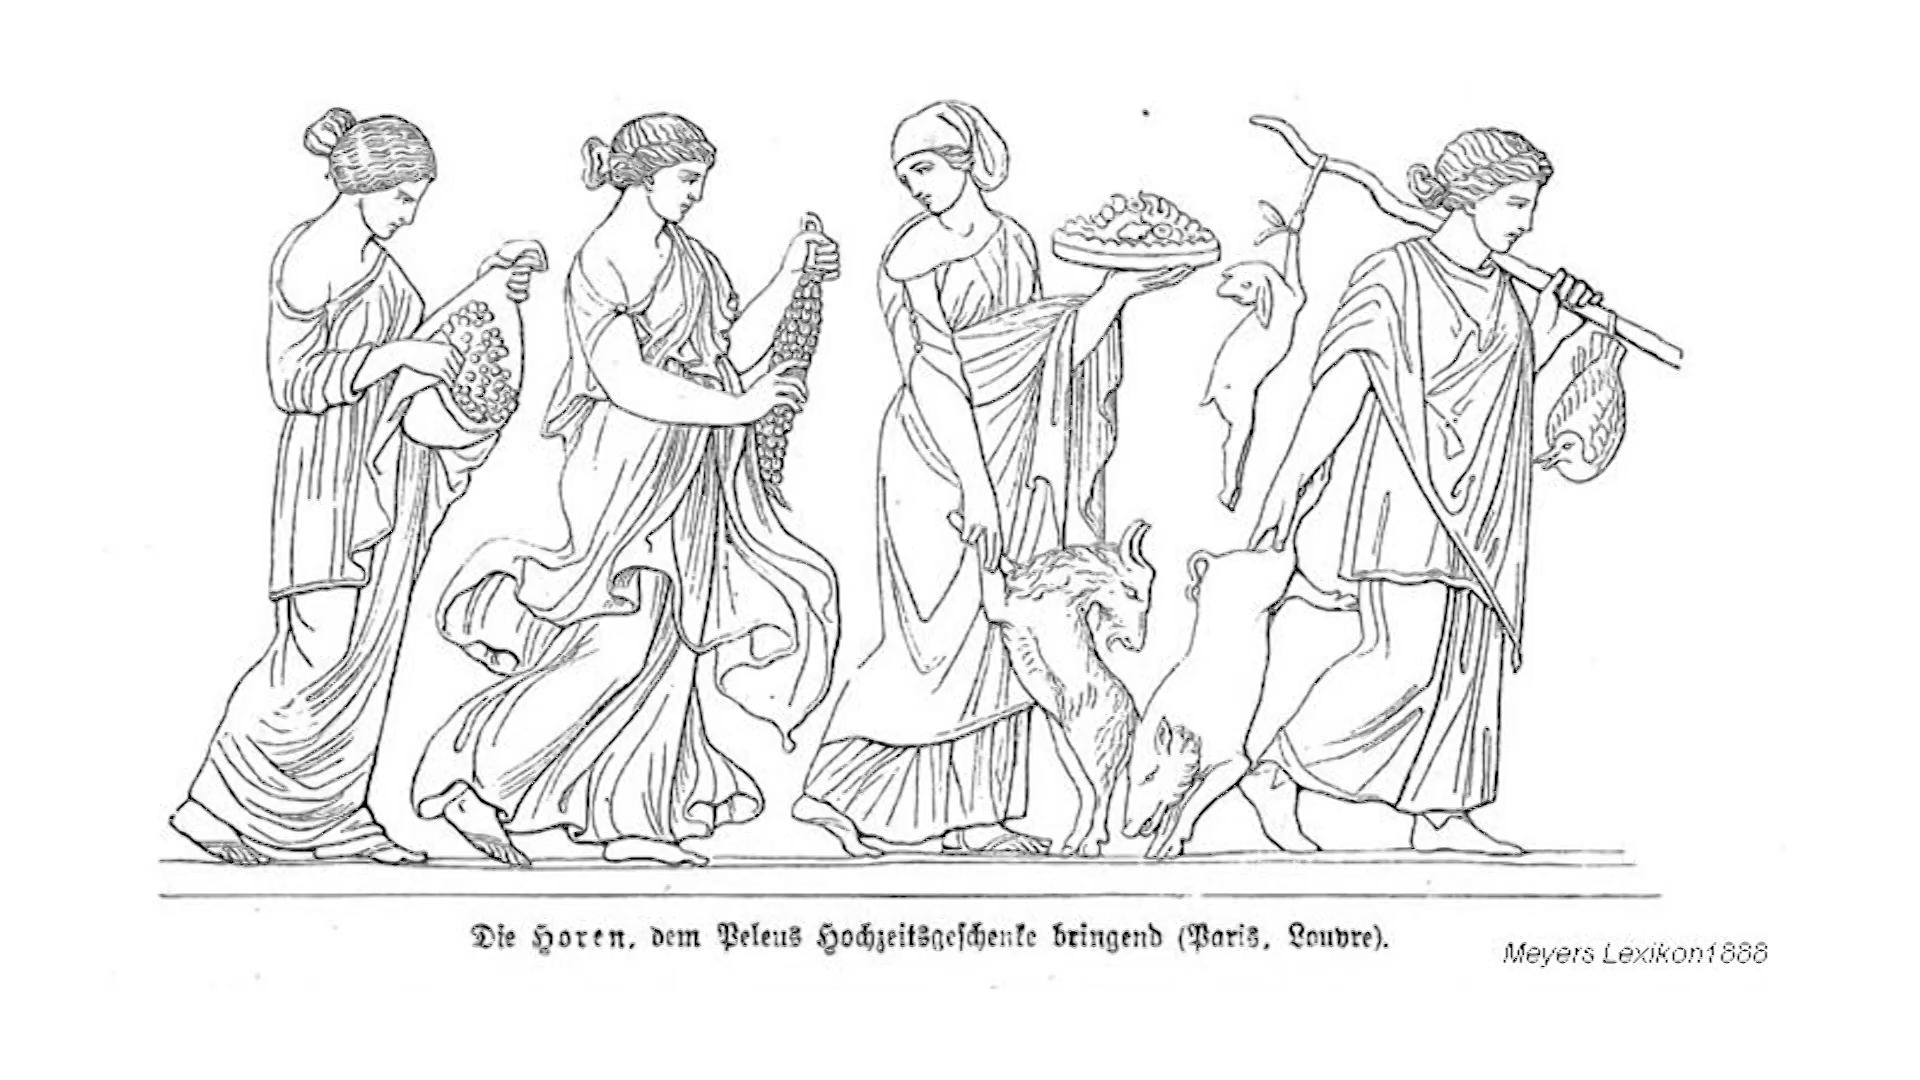 Die Horen, dem Peleus Hochzeitsgeschenke bringend (Paris, Louvre).
Meyers Lexikon1888